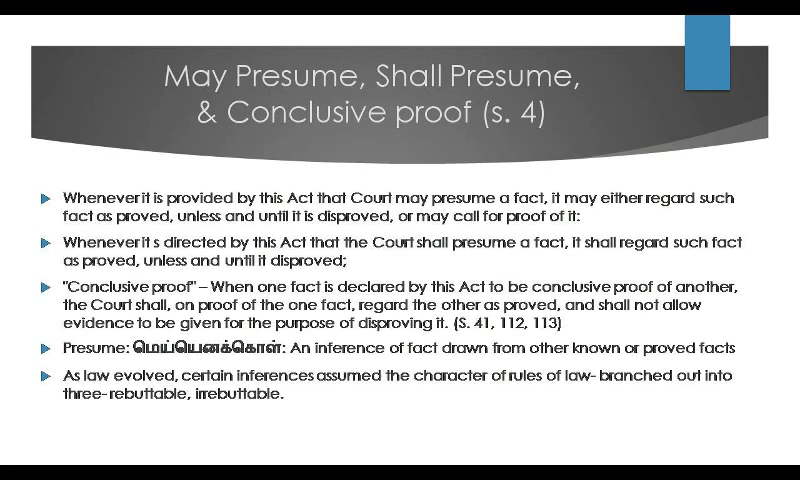 May Presume, Shall Presume,
& Conclusive proof (s. 4)
Whenever it is provided by this Act that Court may presume a fact, it may either regard such
fact as proved, unless and until it is disproved, or may call for proof of it:
Whenever it s directed by this Act that the Court shall presume a fact, it shall regard such fact
as proved, unless and until it disproved;
"Conclusive proof" – When one fact is declared by this Act to be conclusive proof of another,
the Court shall, on proof of the one fact, regard the other as proved, and shall not allow
evidence to be given for the purpose of disproving it. (S. 41, 112, 113)
Presume: மெய்யெனக்கொள்: An inference of fact drawn from other known or proved facts
As law evolved, certain inferences assumed the character of rules of law- branched out into
three- rebuttable, irrebuttable.